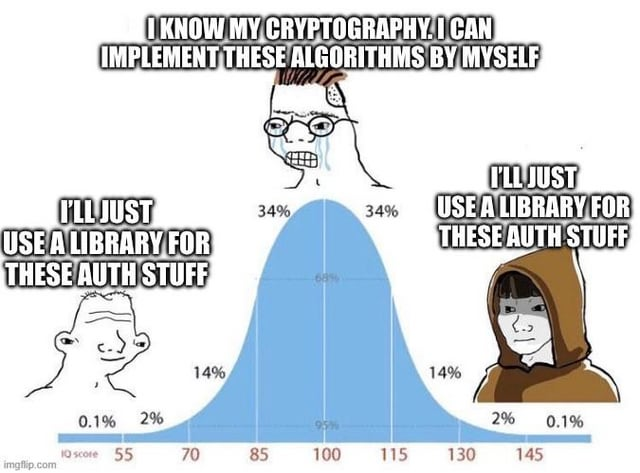 I KNOW MY CRYPTOGRAPHY. I CAN
IMPLEMENT THESE ALGORITHMS BY MYSELF
I'LL JUST
USE A LIBRARY FOR
THESE AUTH STUFF
I'LL JUST
USE A LIBRARY FOR
THESE AUTH STUFF
34%
34%
68%
14%
14%
0.1%
2%
95%
2%
0.1%
IQ score
55
70
85
100
115
130
145
imgflip.com